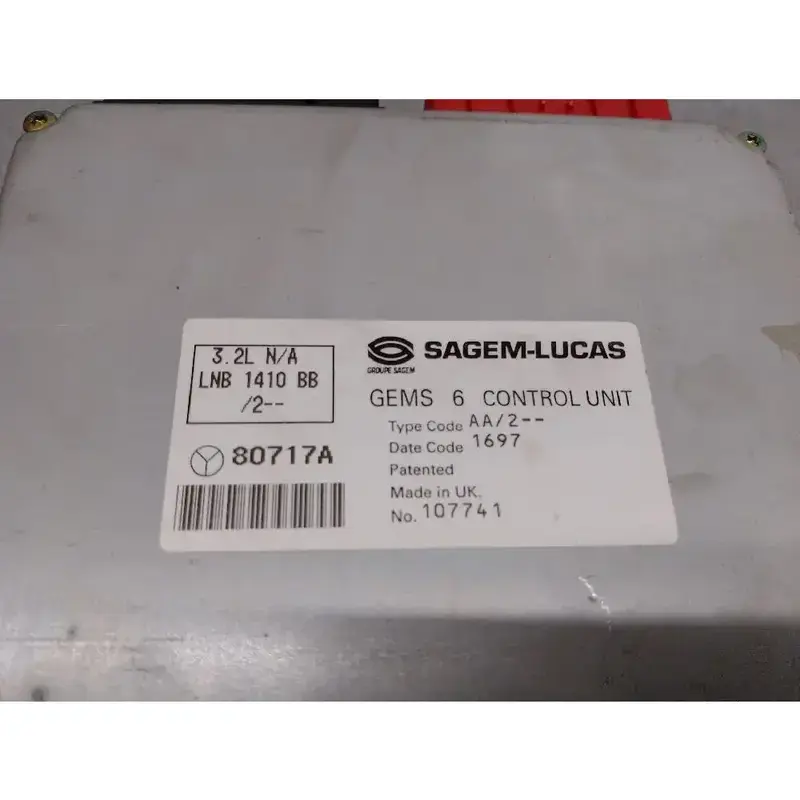 3.2L N/A
LNB 1410 BB
/2--
80717A
SAGEM-LUCAS
GROUPE SAGEM
GEMS 6 CONTROL UNIT
Type Code AA/2--
Date Code 1697
Patented
Made in UK.
No. 107741